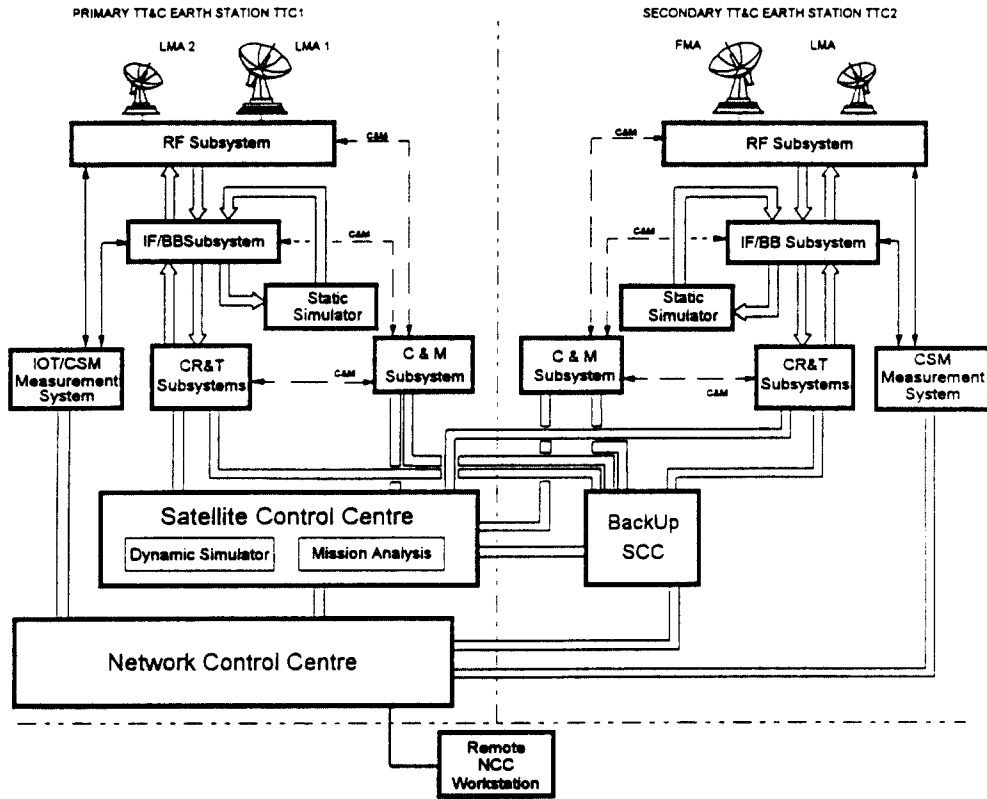 PRIMARY TT&C EARTH STATION TTC1
SECONDARY TT&C EARTH STATION TTC2
LMA 2
LMA 1
FMA
LMA
RF Subsystem
C&M
C&M
RF Subsystem
IF/BBSubsystem
C&M
C&M
IF/BB Subsystem
Static
Simulator
Static
Simulator
IOT/CSM
Measurement
System
CR&T
Subsystems
C&M
C & M
Subsystem
C & M
Subsystem
C&M
CR&T
Subsystems
CSM
Measurement
System
Satellite Control Centre
Dynamic Simulator
Mission Analysis
BackUp
SCC
Network Control Centre
Remote
NCC
Workstation